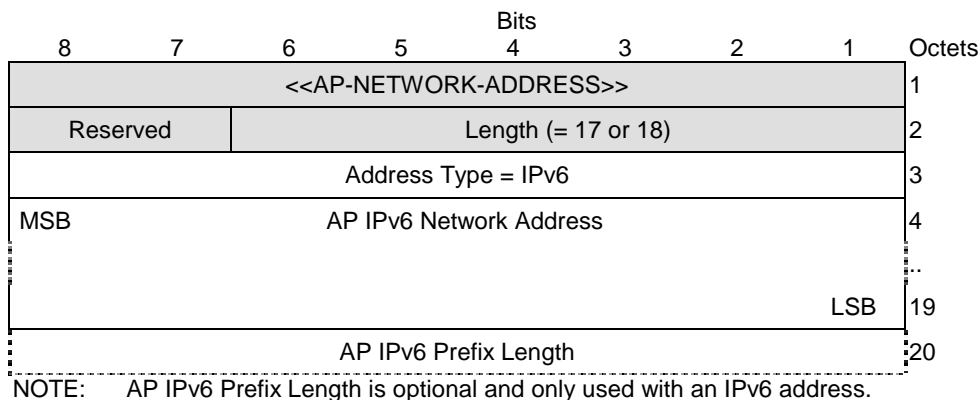 Bits
8 7 6 5 4 3 2 1 Octets
<<AP-NETWORK-ADDRESS>> 1
Reserved Length (= 17 or 18) 2
Address Type = IPv6 3
MSB AP IPv6 Network Address 4
..
LSB 19
AP IPv6 Prefix Length 20
NOTE: AP IPv6 Prefix Length is optional and only used with an IPv6 address.